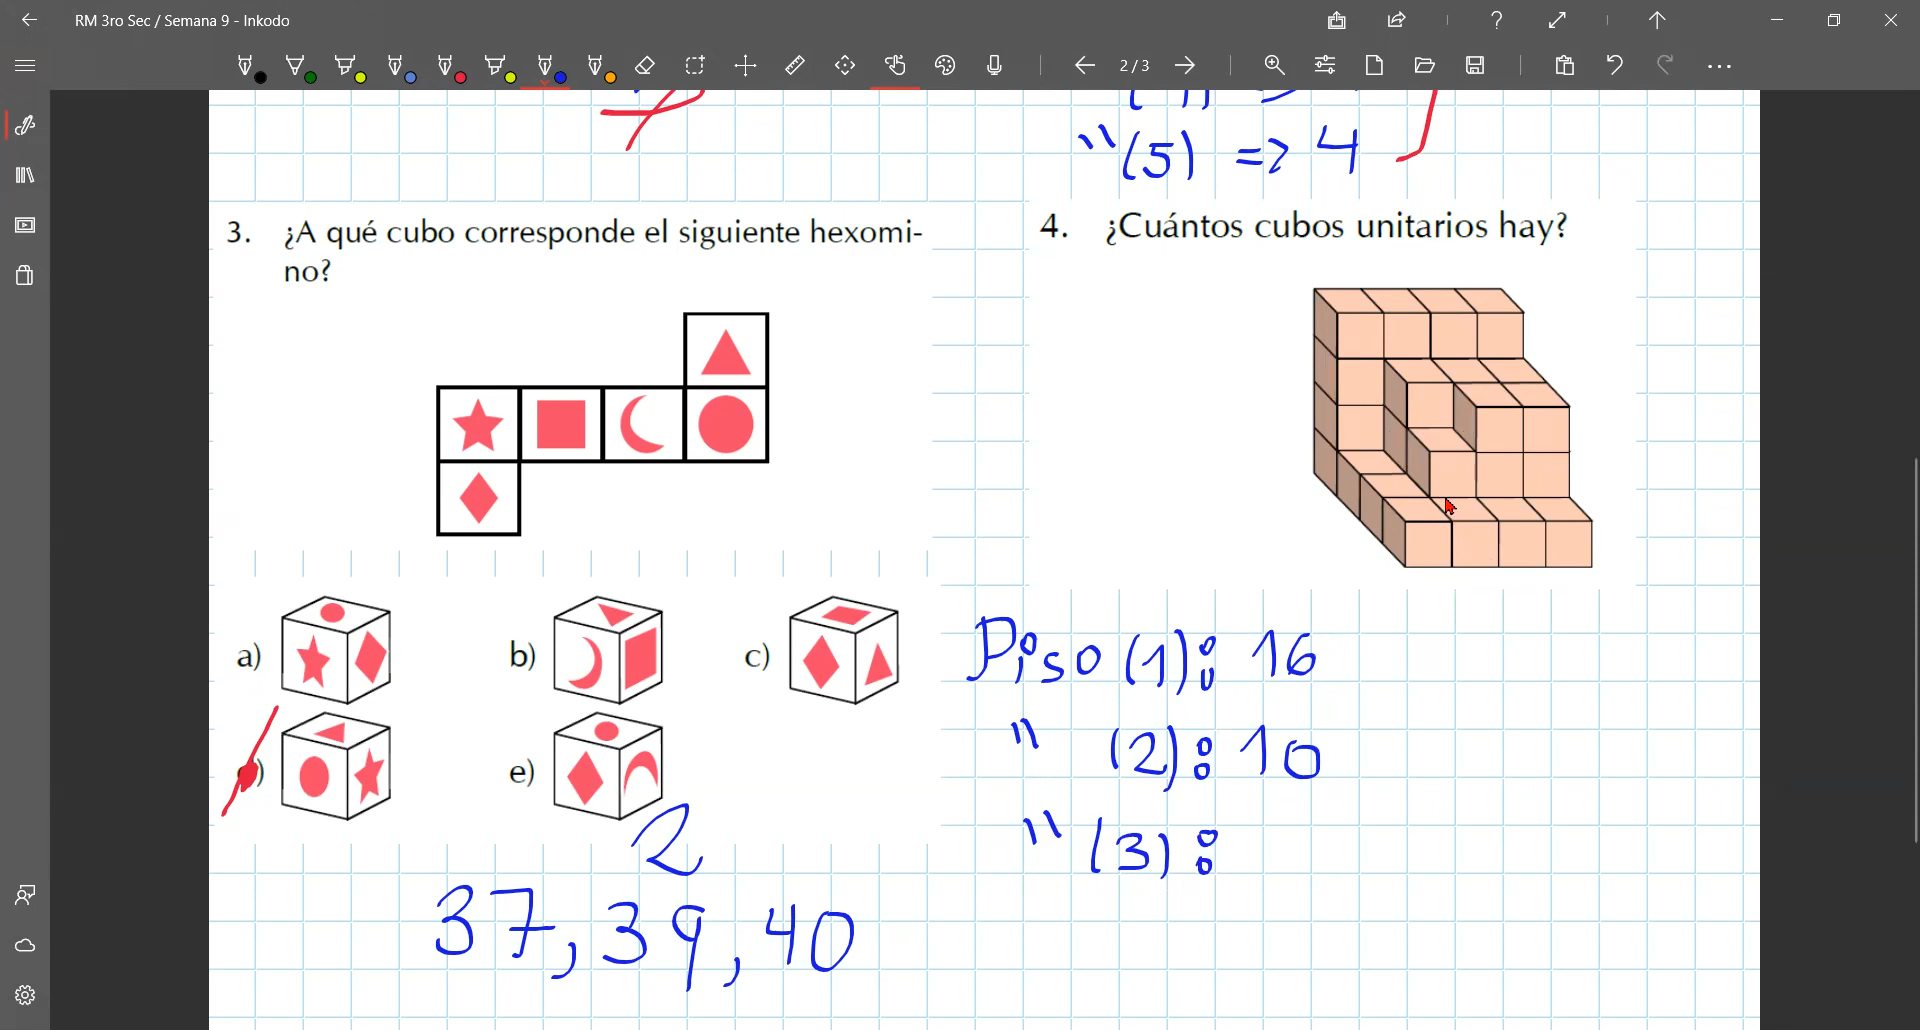 RM 3ro Sec / Semana 9 - Inkodo
2 / 3
"(5) => 4
3. ¿A qué cubo corresponde el siguiente hexomi-
no?
a)
b)
c)
e)
2
37, 39, 40
4. ¿Cuántos cubos unitarios hay?
Piso (1): 16
" (2): 10
" (3):